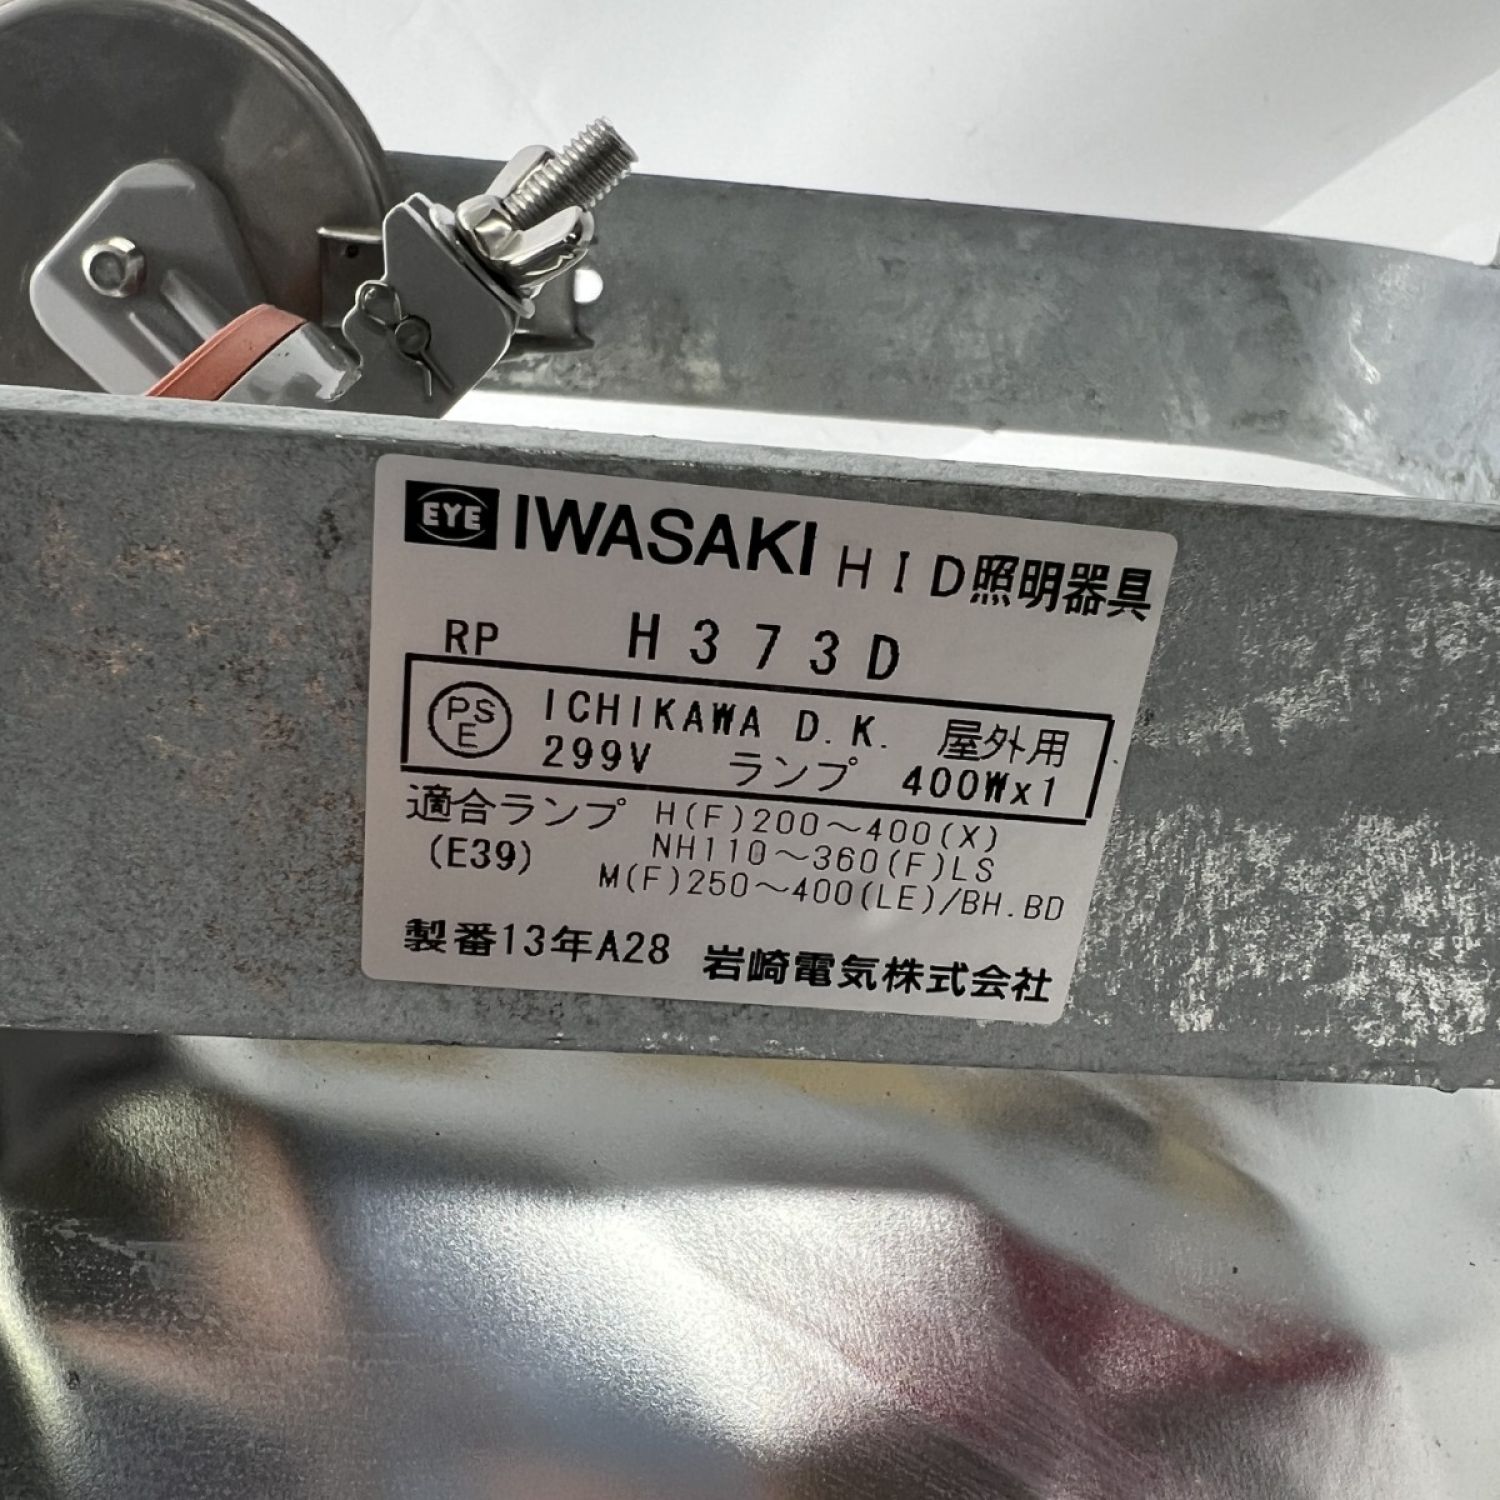 EYE IWASAKI HID照明器具
RP H373D
PSE ICHIKAWA D.K. 屋外用
299V ランプ 400Wx1
適合ランプ H(F)200～400(X)
(E39) NH110～360(F)LS
M(F)250～400(LE)/BH.BD
製番13年A28 岩崎電気株式会社